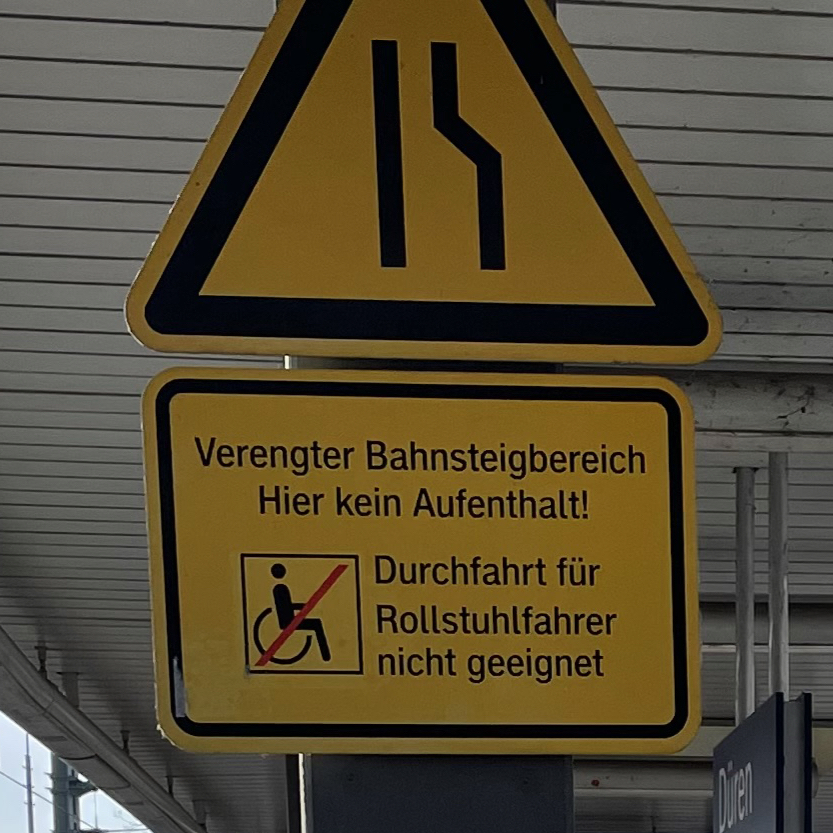 Verengter Bahnsteigbereich
Hier kein Aufenthalt!
Durchfahrt für
Rollstuhlfahrer
nicht geeignet
Düren